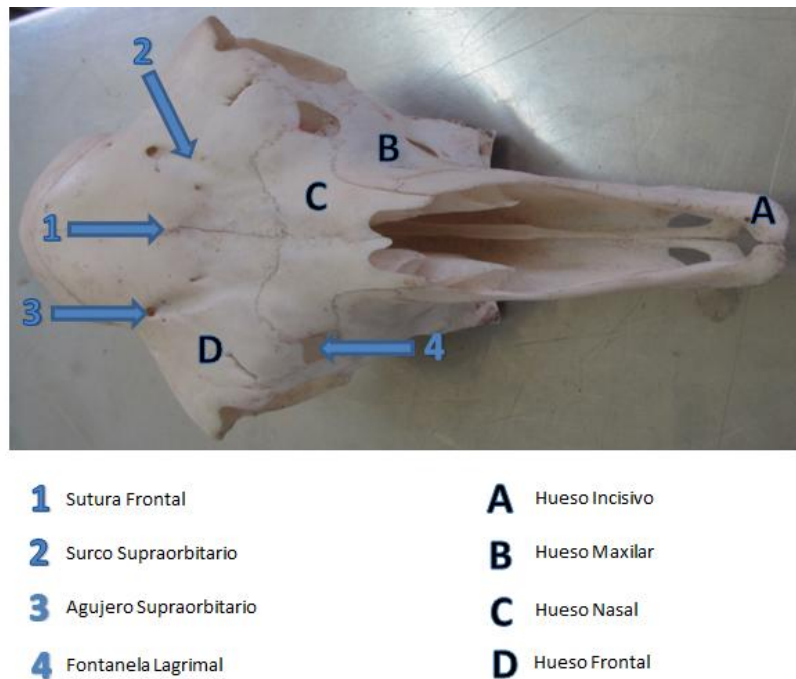 2
B
A
C
1
3
D
4
1 Sutura Frontal
A Hueso Incisivo
2 Surco Supraorbitario
B Hueso Maxilar
3 Agujero Supraorbitario
C Hueso Nasal
4 Fontanela Lagrimal
D Hueso Frontal